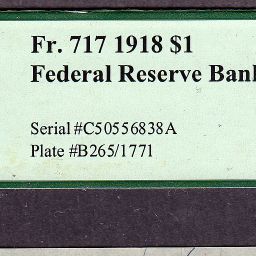 Fr. 717 1918 $1
Federal Reserve Bank
Serial #C50556838A
Plate #B265/1771